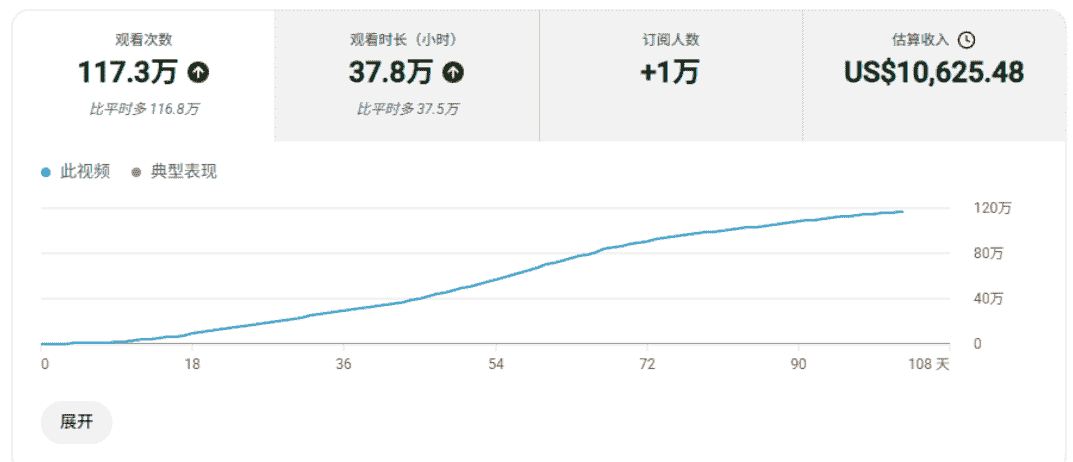 观看次数
117.3万
比平时多 116.8万
观看时长（小时）
37.8万
比平时多 37.5万
订阅人数
+1万
估算收入
US$10,625.48
此视频 典型表现
120万
80万
40万
0
0 18 36 54 72 90 108 天
展开